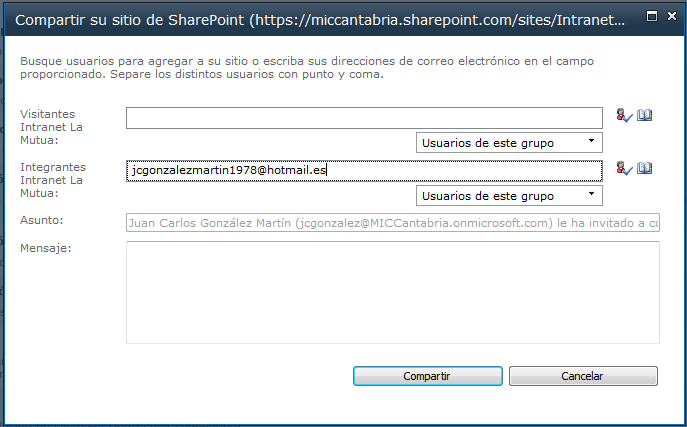 Compartir su sitio de SharePoint (https://miccantabria.sharepoint.com/sites/Intranet...
Busque usuarios para agregar a su sitio o escriba sus direcciones de correo electrónico en el campo
proporcionado. Separe los distintos usuarios con punto y coma.
Visitantes
Intranet La
Mutua:
Usuarios de este grupo
Integrantes
Intranet La
Mutua:
jcgonzalezmartin1978@hotmail.es
Usuarios de este grupo
Asunto:
Juan Carlos González Martín (jcgonzalez@MICCantabria.onmicrosoft.com) le ha invitado a co
Mensaje:
Compartir
Cancelar